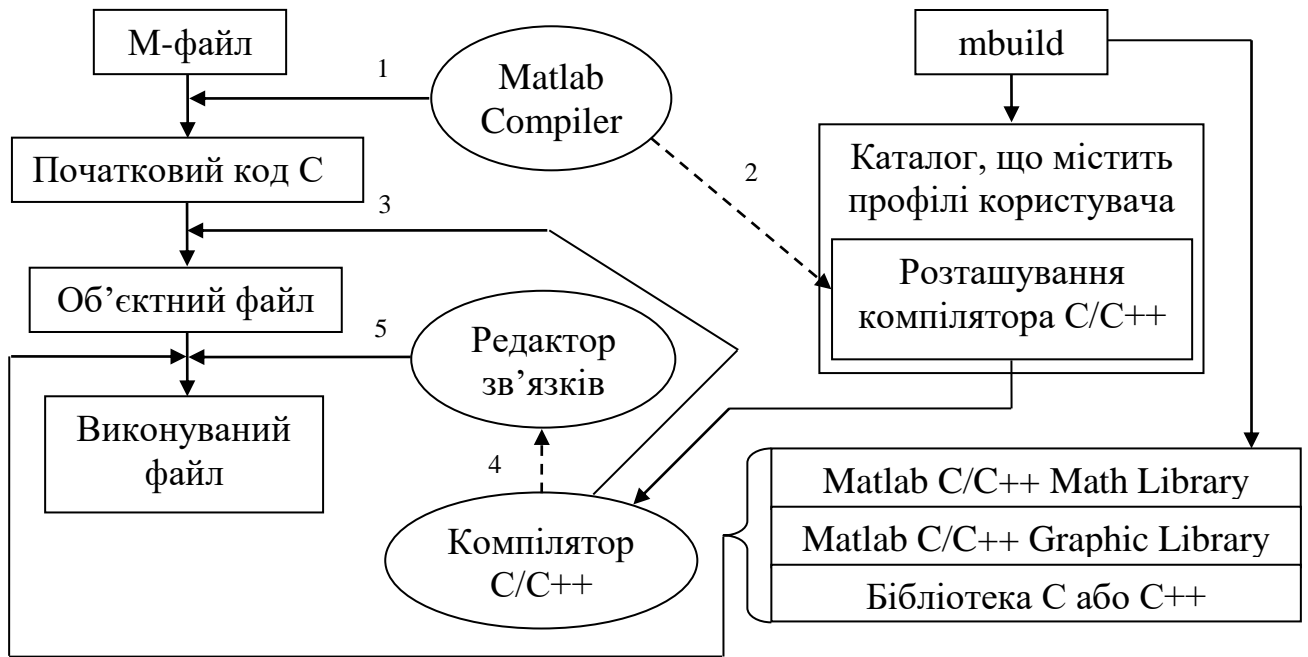 М-файл
1
Matlab
Compiler
mbuild
Початковий код С
2
Каталог, що містить
профілі користувача
3
Розташування
компілятора С/С++
Об’єктний файл
5
Редактор
зв’язків
Виконуваний
файл
4
Компілятор
С/С++
Matlab C/C++ Math Library
Matlab C/C++ Graphic Library
Бібліотека С або С++